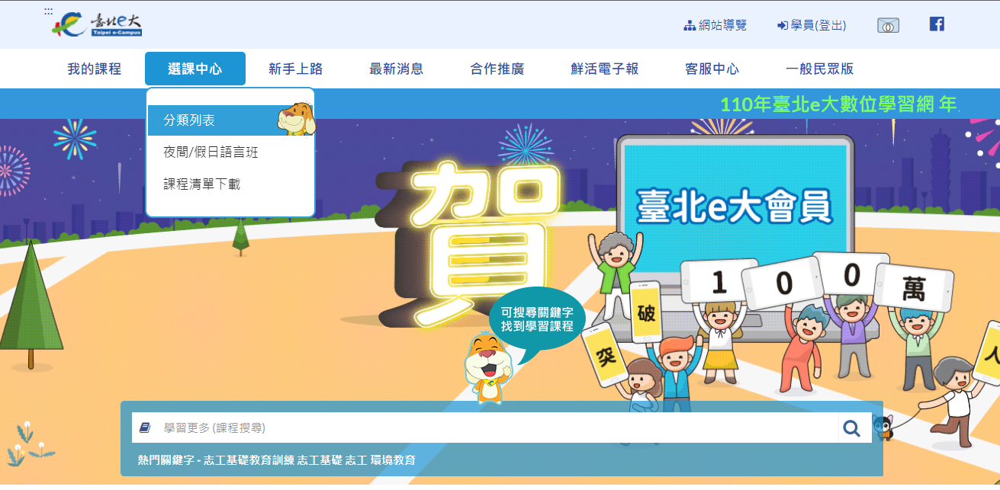 :::
臺北e大
Taipei e-Campus
網站導覽
學員(登出)
0
我的課程 選課中心 新手上路 最新消息 合作推廣 鮮活電子報 客服中心 一般民眾版
110年臺北e大數位學習網 年
分類列表
夜間/假日語言班
課程清單下載
賀
臺北e大會員
突破100萬人
可搜尋關鍵字
找到學習課程
學習更多 (課程搜尋)
熱門關鍵字 - 志工基礎教育訓練 志工基礎 志工 環境教育